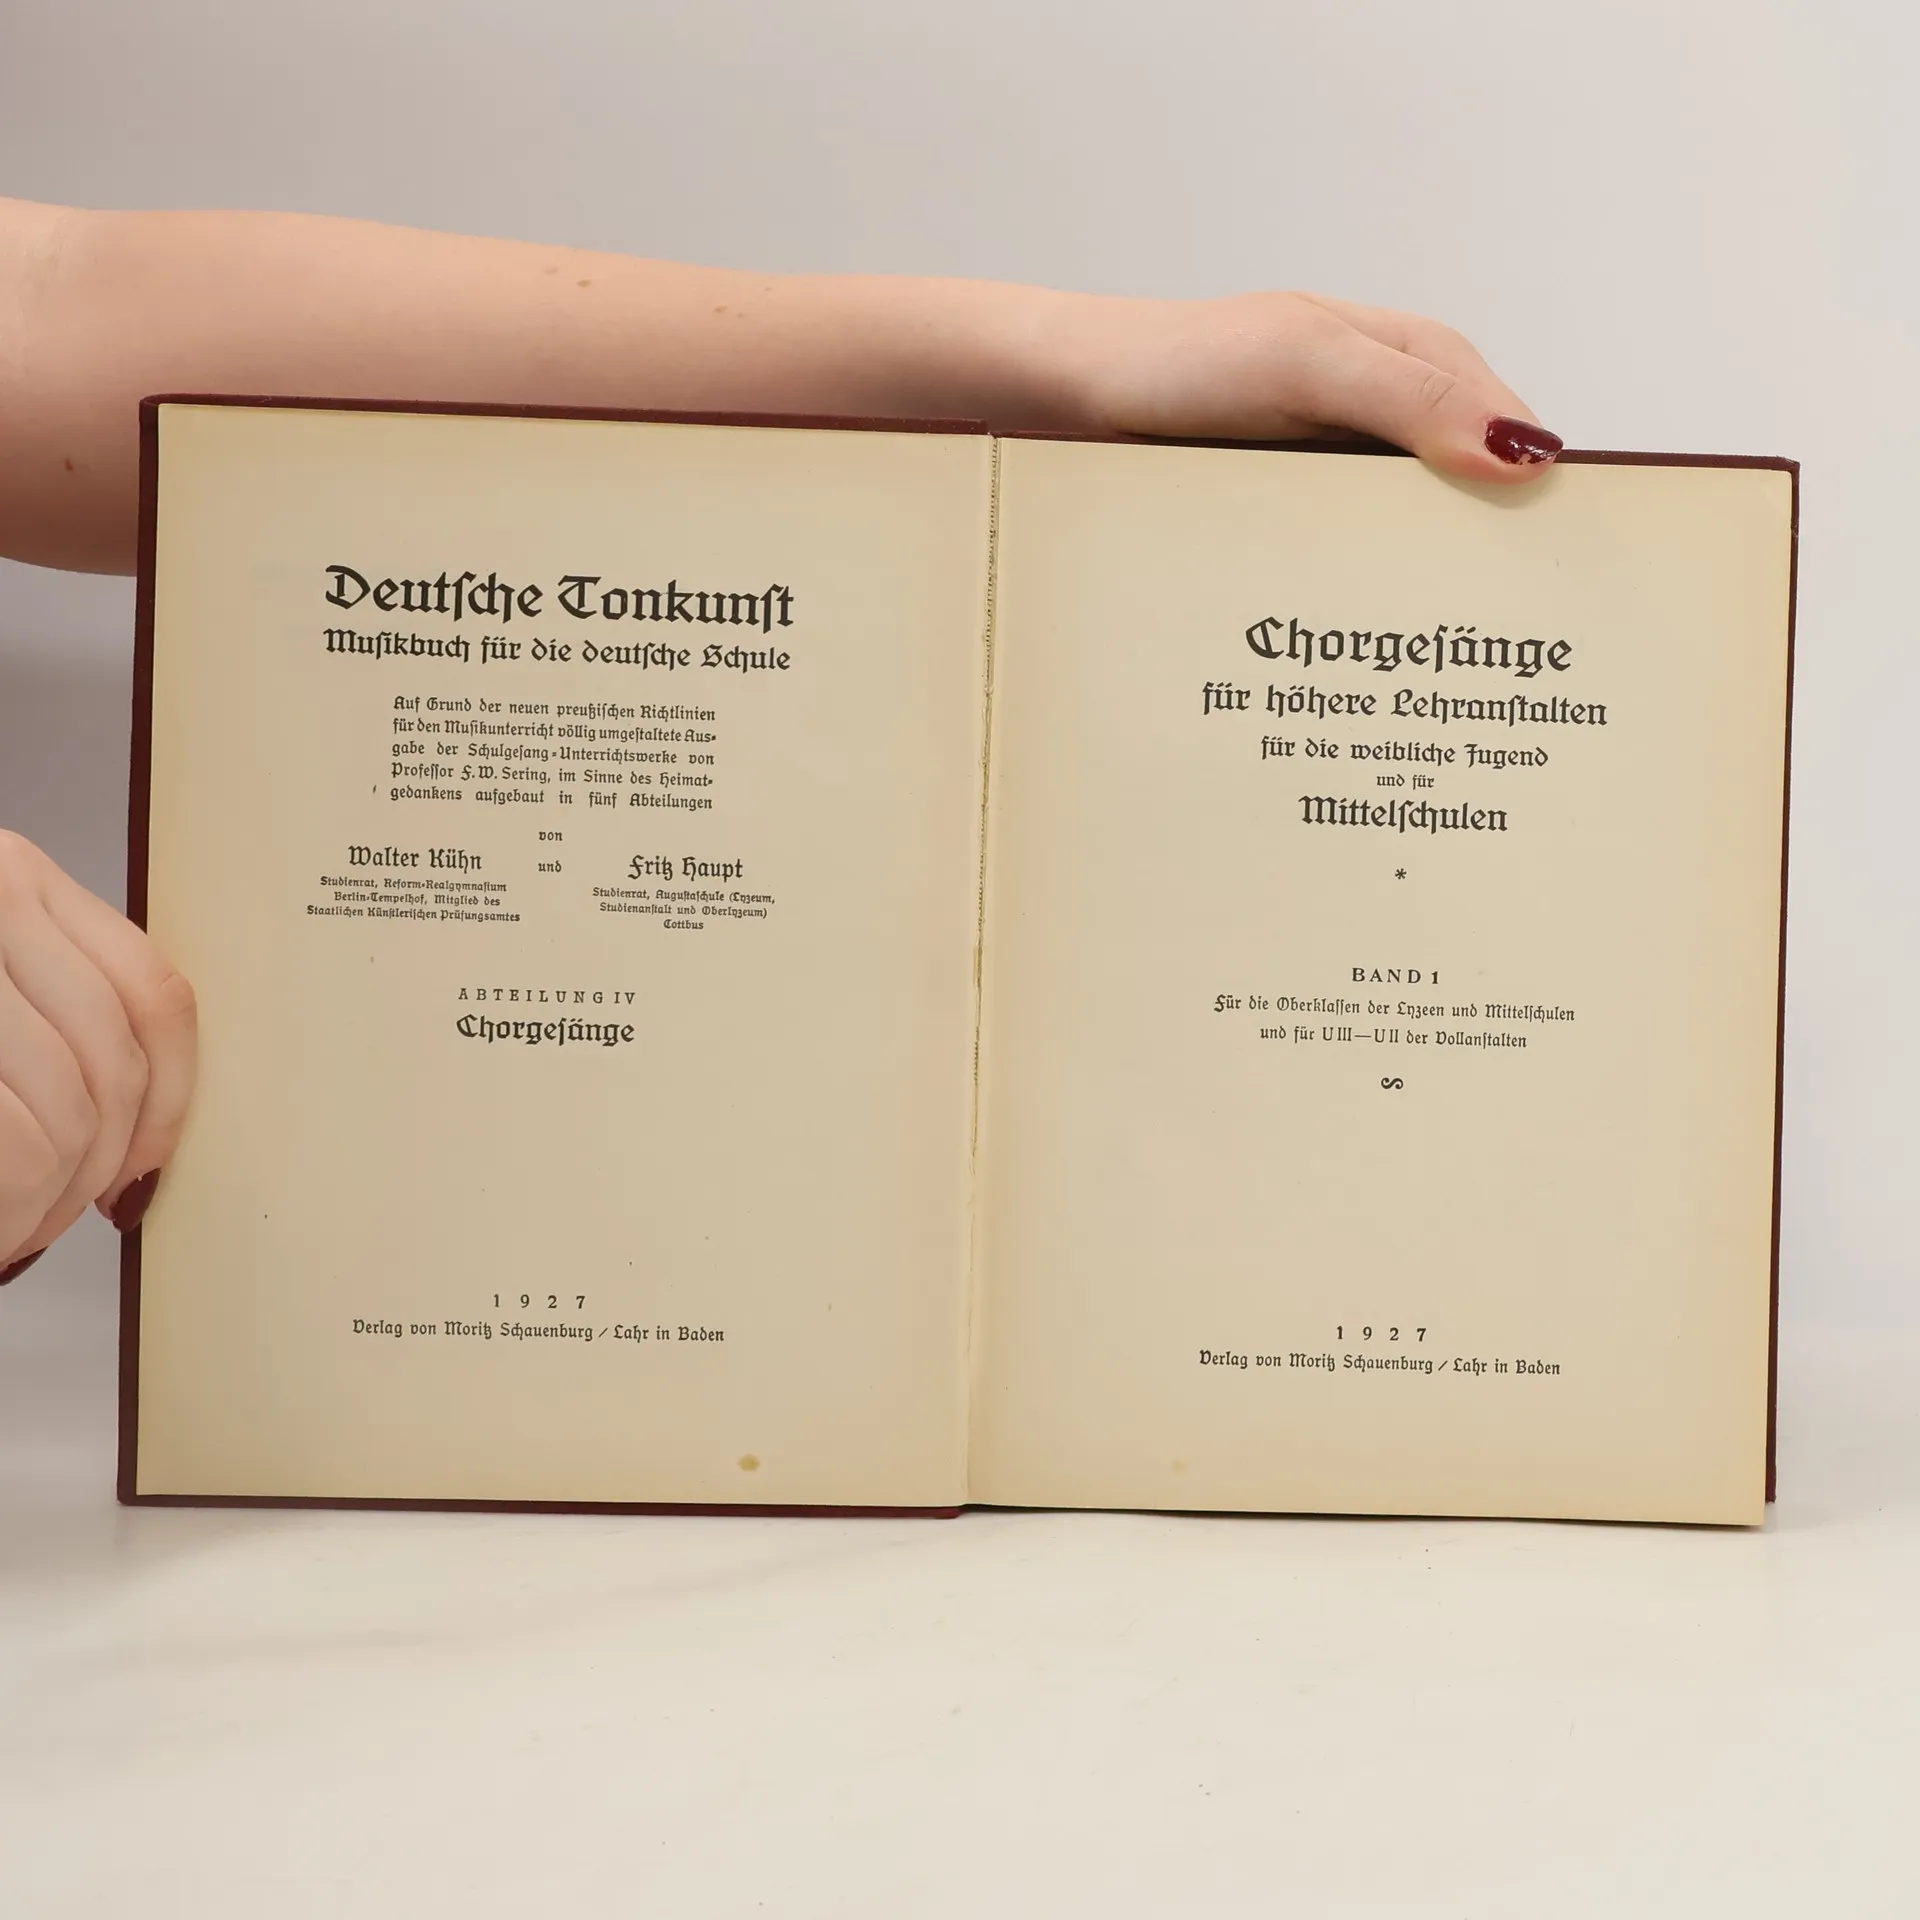 Deutſche Tonkunſt
Muſikbuch für die deutſche Schule
Auf Grund der neuen preußiſchen Richtlinien
für den Muſikunterricht völlig umgeſtaltete Aus-
gabe der Schulgeſang-Unterrichtswerke von
Profeſſor F. W. Sering, im Sinne des Heimat-
gedankens aufgebaut in fünf Abteilungen
von
Walter Kühn und Fritz Haupt
Studienrat, Reform-Realgymnaſium
Berlin-Tempelhof, Mitglied des
Staatlichen Künſtleriſchen Prüfungsamtes
Studienrat, Auguſtaſchule (Lyzeum,
Studienanſtalt und Oberlyzeum)
Cottbus
ABTEILUNG IV
Chorgeſänge
1927
Verlag von Moritz Schauenburg / Lahr in Baden
Chorgeſänge
für höhere Lehranſtalten
für die weibliche Jugend
und für
Mittelſchulen
*
BAND 1
Für die Oberklaſſen der Lyzeen und Mittelſchulen
und für U III—U II der Vollanſtalten
1927
Verlag von Moritz Schauenburg / Lahr in Baden